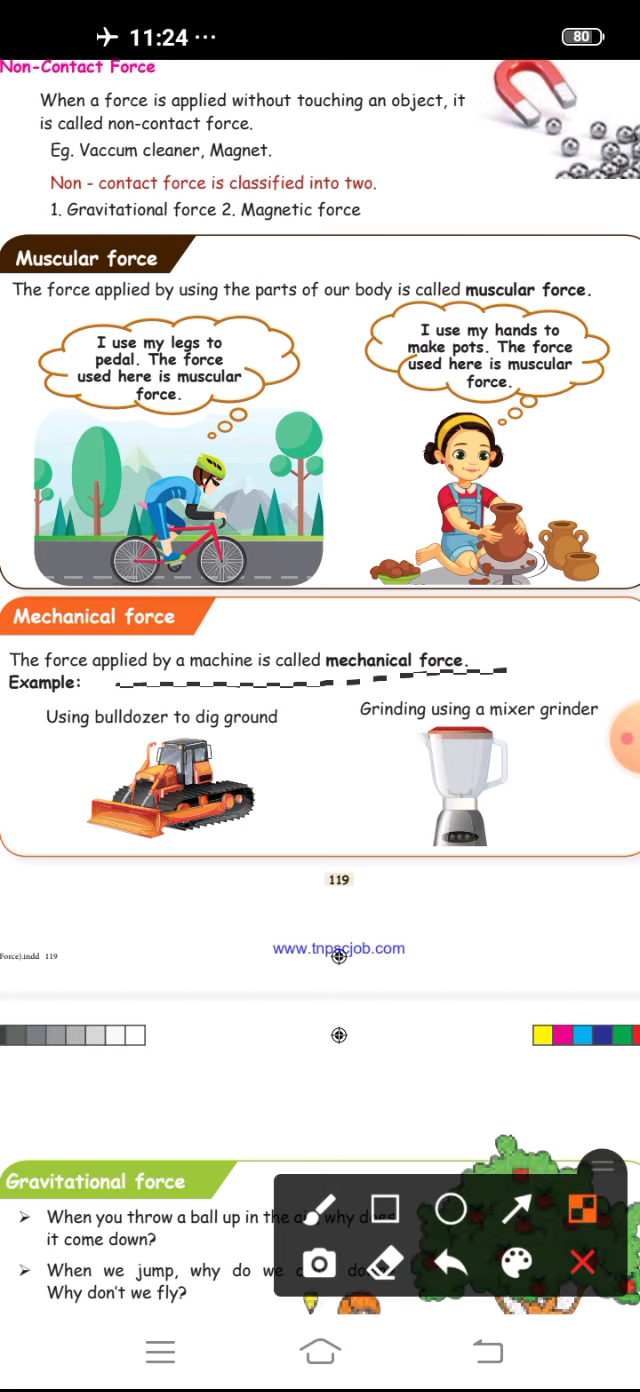 11:24 ...
80
Non-Contact Force
When a force is applied without touching an object, it
is called non-contact force.
Eg. Vaccum cleaner, Magnet.
Non - contact force is classified into two.
1. Gravitational force 2. Magnetic force
Muscular force
The force applied by using the parts of our body is called muscular force.
I use my legs to
pedal. The force
used here is muscular
force.
I use my hands to
make pots. The force
used here is muscular
force.
Mechanical force
The force applied by a machine is called mechanical force.
Example:
Using bulldozer to dig ground
Grinding using a mixer grinder
119
Force).indd 119
www.tnpscjob.com
Gravitational force
➢ When you throw a ball up in the air, why does
it come down?
➢ When we jump, why do we
Why don't we fly?